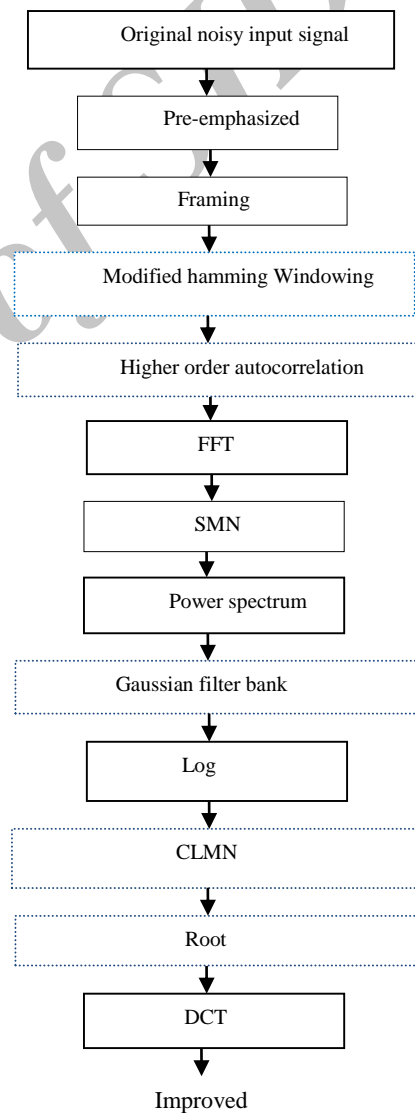 Original noisy input signal
Pre-emphasized
Framing
Modified hamming Windowing
Higher order autocorrelation
FFT
SMN
Power spectrum
Gaussian filter bank
Log
CLMN
Root
DCT
Improved